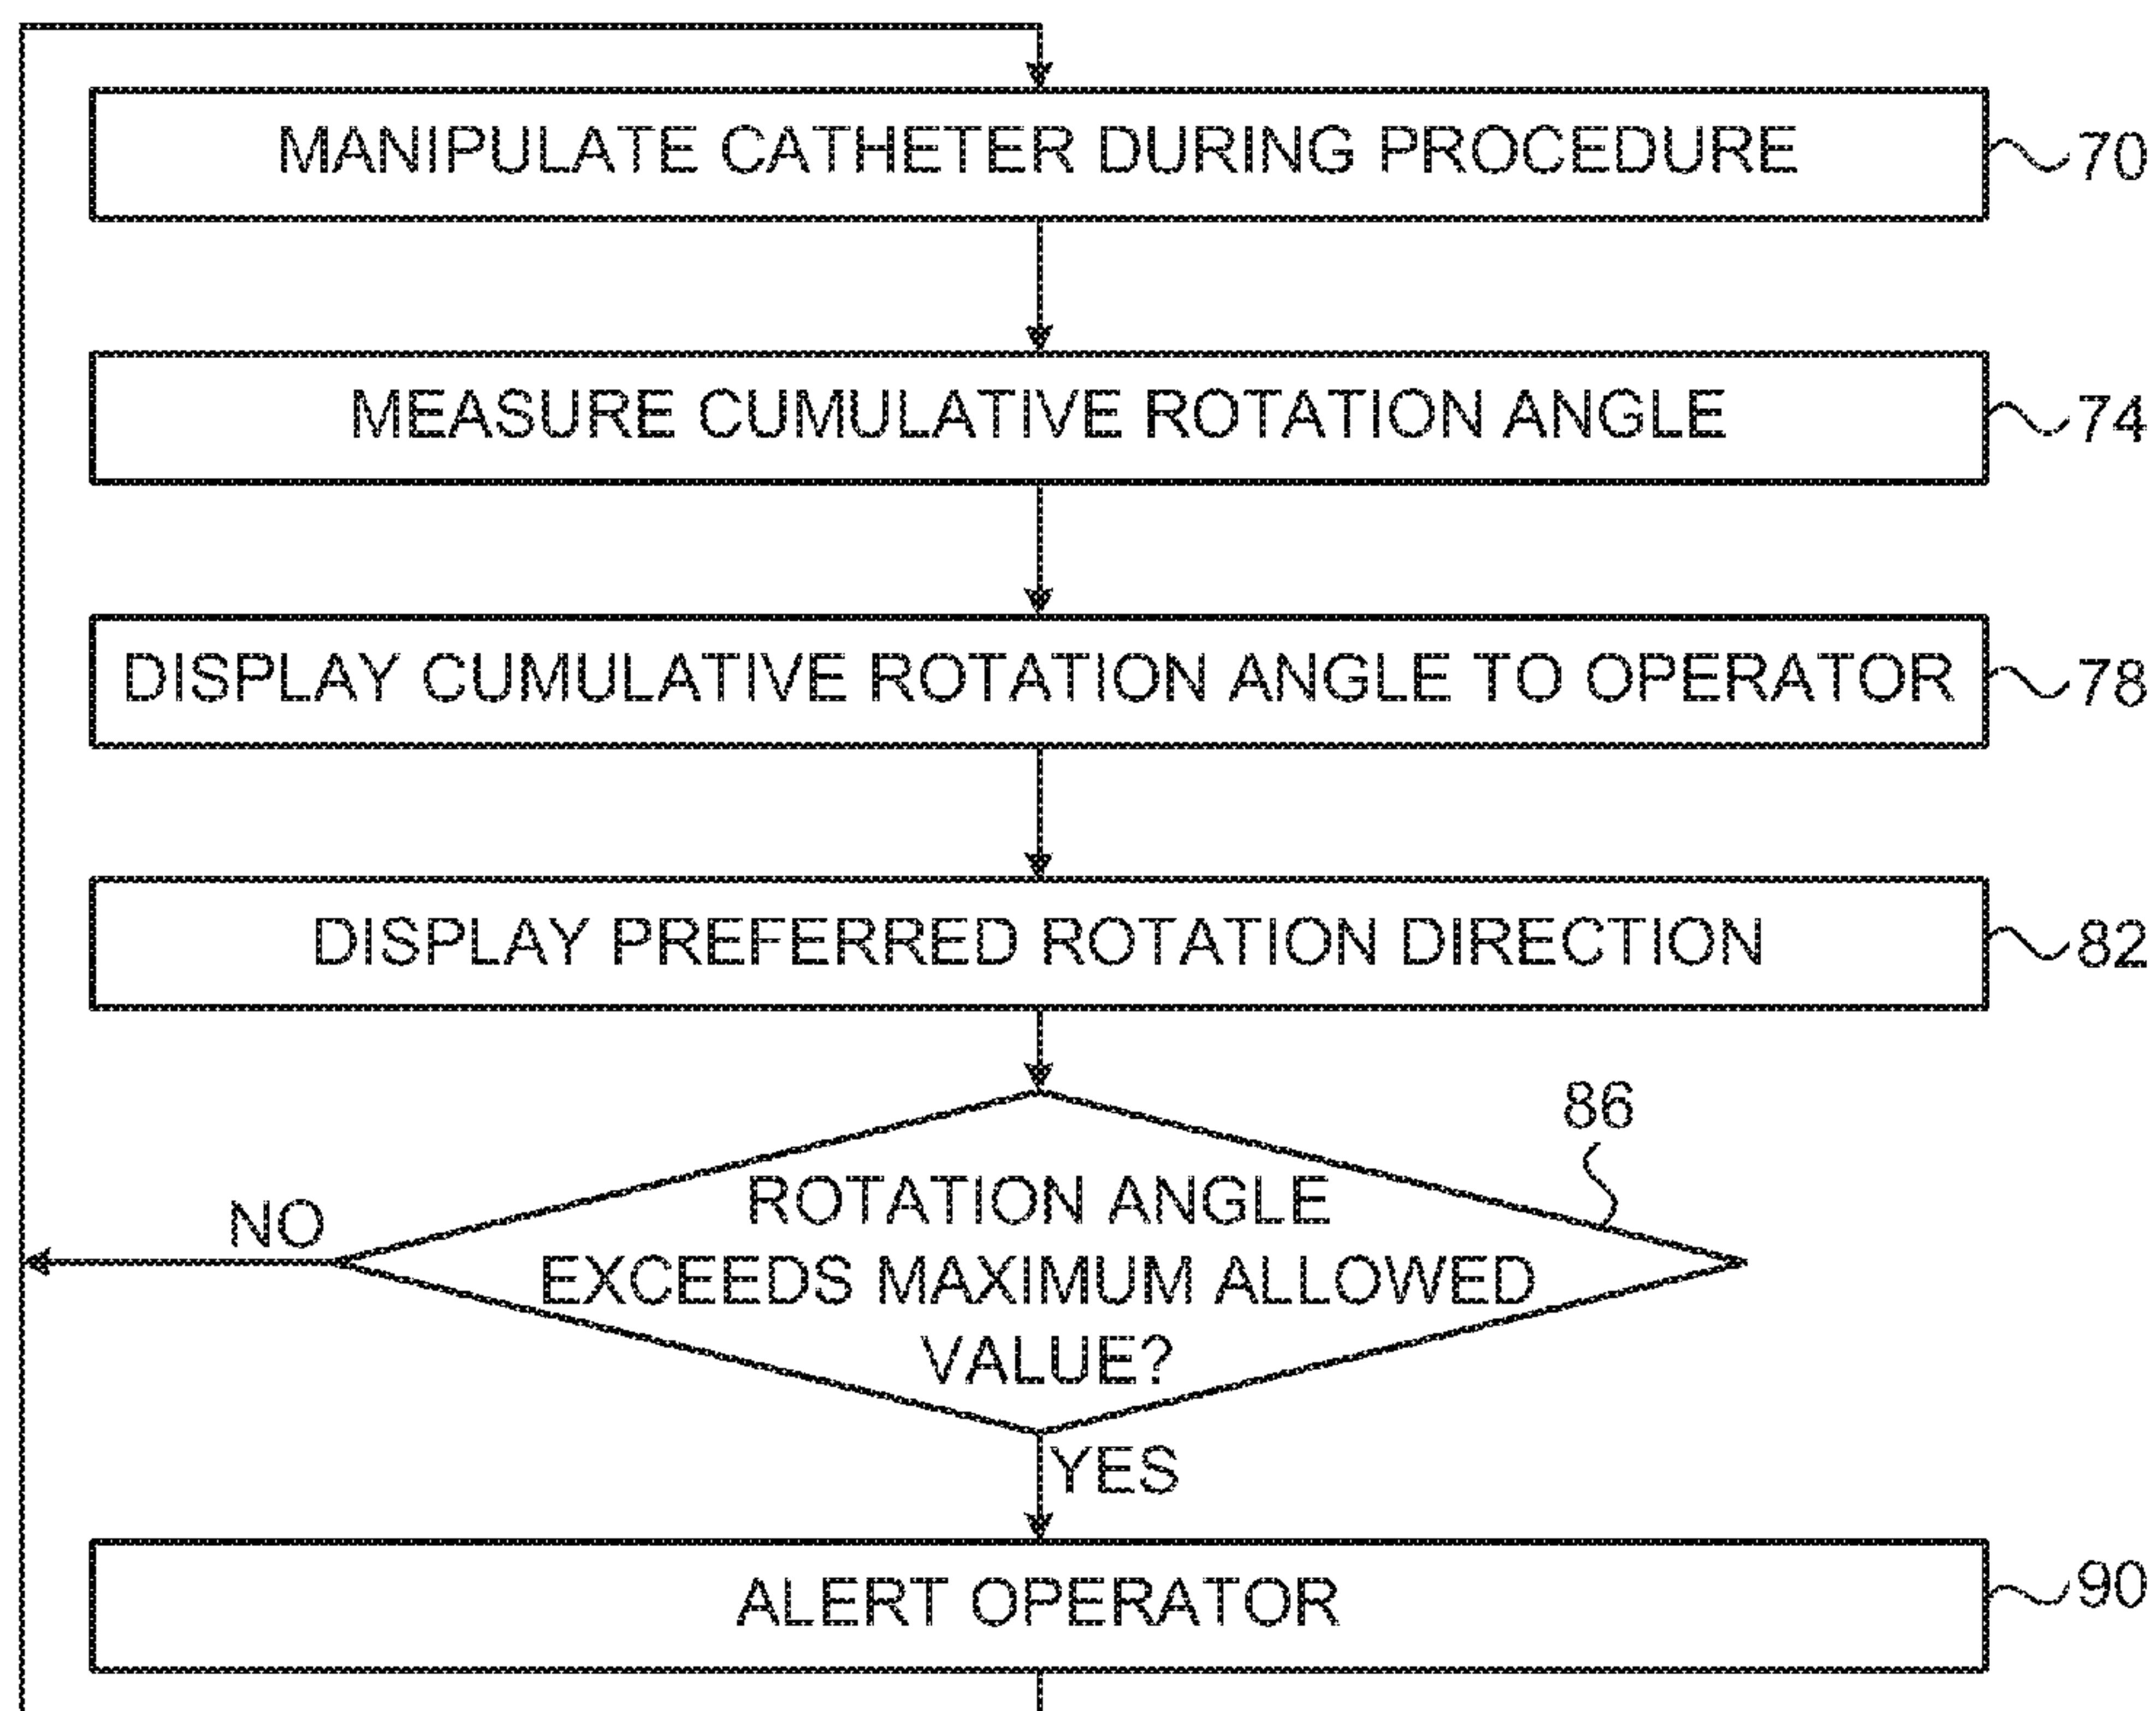 MANIPULATE CATHETER DURING PROCEDURE
70
MEASURE CUMULATIVE ROTATION ANGLE
74
DISPLAY CUMULATIVE ROTATION ANGLE TO OPERATOR
78
DISPLAY PREFERRED ROTATION DIRECTION
82
86
NO
ROTATION ANGLE
EXCEEDS MAXIMUM ALLOWED
VALUE?
YES
ALERT OPERATOR
90